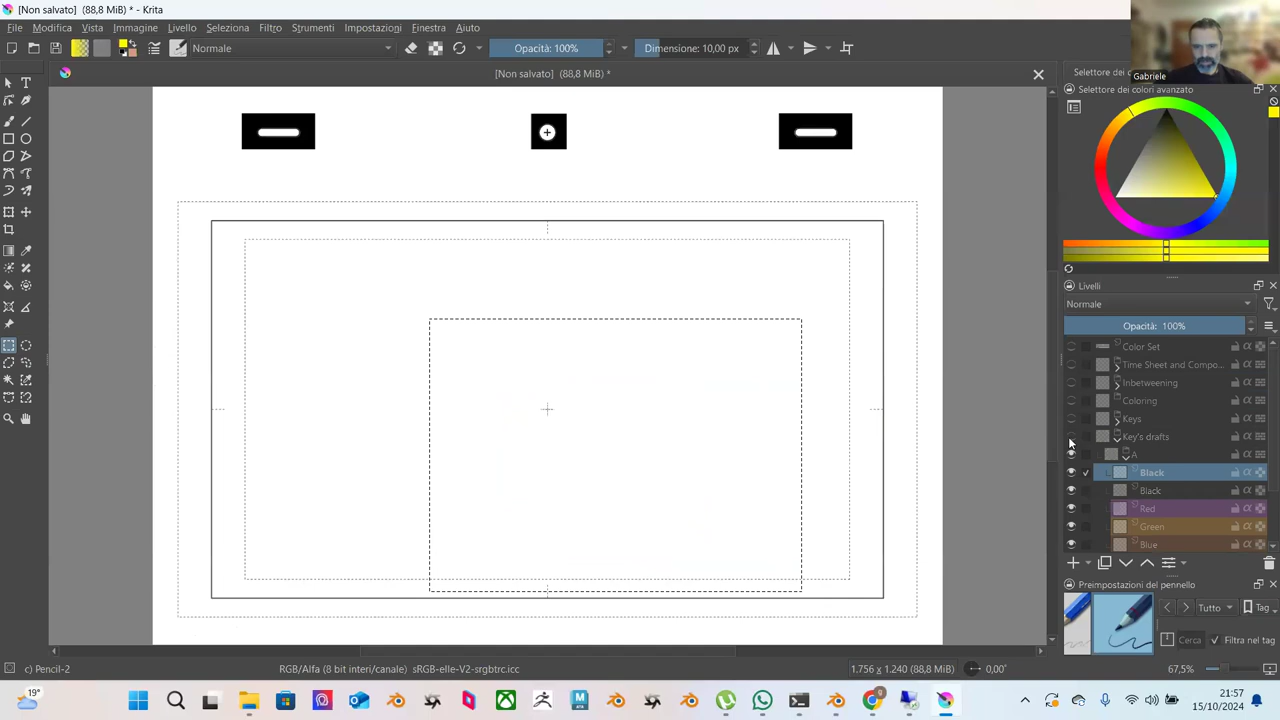 [Non salvato] (88,8 MiB) * - Krita
File Modifica Vista Immagine Livello Seleziona Filtro Strumenti Impostazioni Finestra Aiuto
Normale Opacità: 100% Dimensione: 10,00 px
[Non salvato] (88,8 MiB) *
Gabriele
Selettore dei co
Selettore dei colori avanzato
Livelli
Normale
Opacità: 100%
Color Set
Time Sheet and Compo...
Inbetweening
Coloring
Keys
Key's drafts
A
Black
Black
Red
Green
Blue
Preimpostazioni del pennello
Tutto Tag
Cerca Filtra nel tag
c) Pencil-2 RGB/Alfa (8 bit interi/canale) sRGB-elle-V2-srgbtrc.icc 1.756 x 1.240 (88,8 MiB) 0,00° 67,5%
19° 21:57
15/10/2024